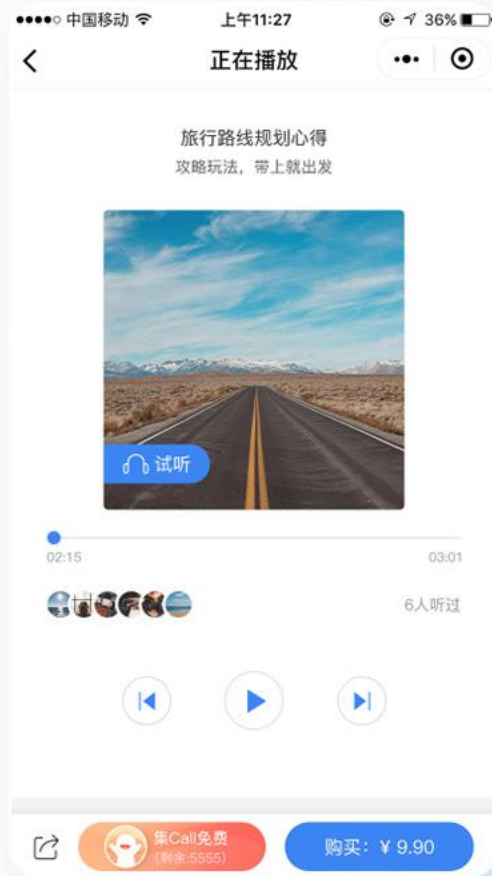 中国移动 上午11:27 36%
正在播放
旅行路线规划心得
攻略玩法，带上就出发
试听
02:15 03:01
6人听过
集Call免费
(剩余:5555)
购买：¥ 9.90